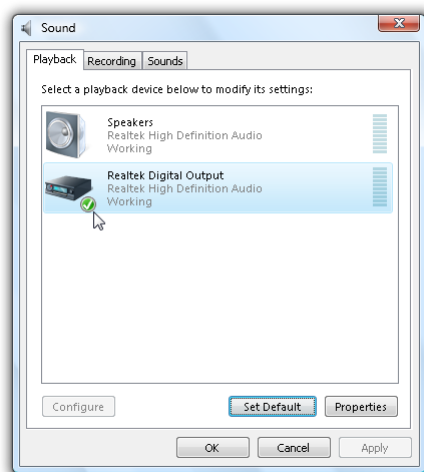 Sound
Playback Recording Sounds
Select a playback device below to modify its settings:
Speakers
Realtek High Definition Audio
Working
Realtek Digital Output
Realtek High Definition Audio
Working
Configure Set Default Properties
OK Cancel Apply